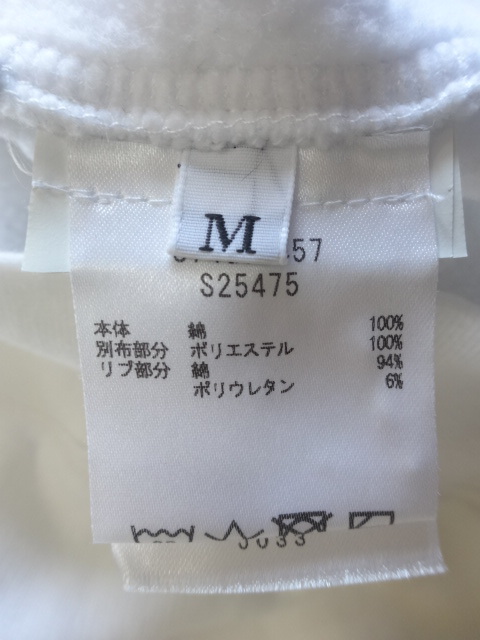 M
57
S25475
本体 綿 100%
別布部分 ポリエステル 100%
リブ部分 綿 94%
ポリウレタン 6%